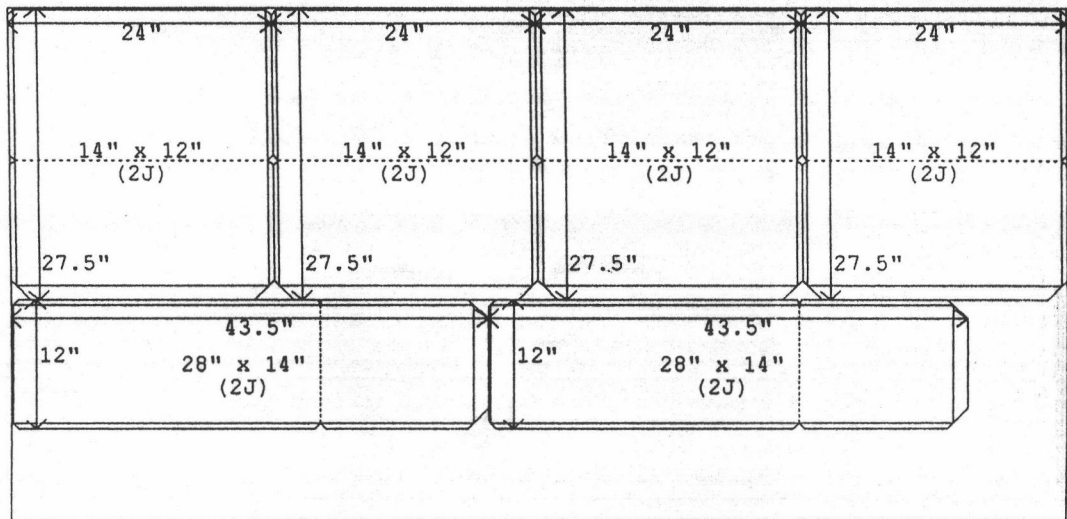 24" 24" 24" 24"
14" x 12" 14" x 12" 14" x 12" 14" x 12"
(2J) (2J) (2J) (2J)
27.5" 27.5" 27.5" 27.5"
43.5" 43.5"
12" 28" x 14" 12" 28" x 14"
(2J) (2J)